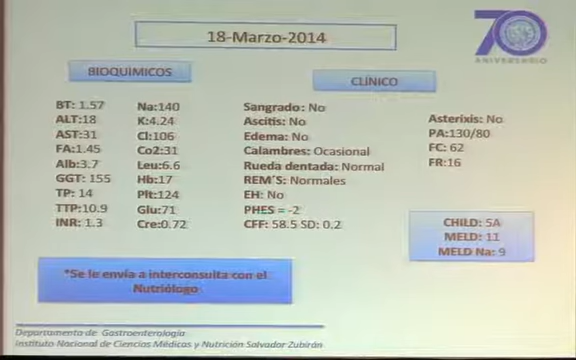 18-Marzo-2014
70
ANIVERSARIO
BIOQUÍMICOS
CLÍNICO
BT: 1.57
ALT:18
AST:31
FA:1.45
Alb:3.7
GGT: 155
TP: 14
TTP:10.9
INR: 1.3
Na:140
K:4.24
Cl:106
Co2:31
Leu:6.6
Hb:17
Plt:124
Glu:71
Cre:0.72
Sangrado: No
Ascitis: No
Edema: No
Calambres: Ocasional
Rueda dentada: Normal
REM´S: Normales
EH: No
PHES = -2
CFF: 58.5 SD: 0.2
Asterixis: No
PA:130/80
FC: 62
FR:16
CHILD: 5A
MELD: 11
MELD Na: 9
*Se le envía a interconsulta con el
Nutriólogo
Departamento de Gastroenterología
Instituto Nacional de Ciencias Médicas y Nutrición Salvador Zubirán